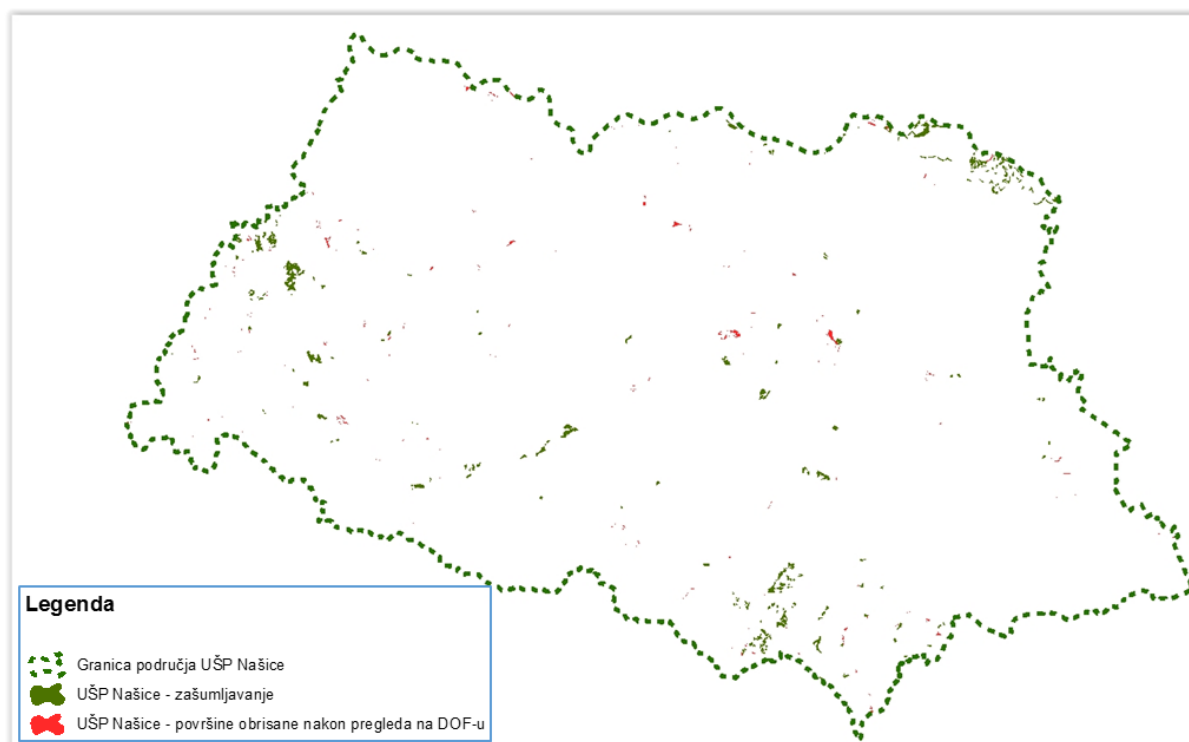 Legenda
Granica područja UŠP Našice
UŠP Našice - zašumljavanje
UŠP Našice - površine obrisane nakon pregleda na DOF-u